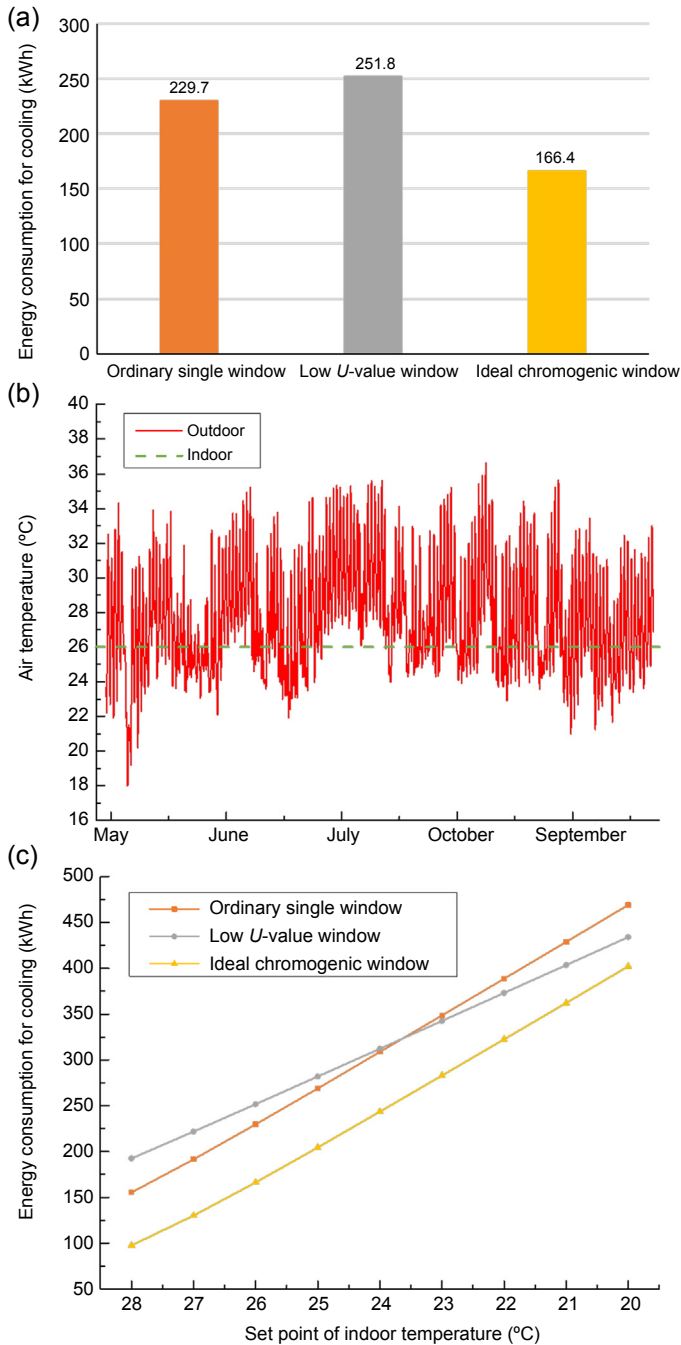 (a)
Energy consumption for cooling (kWh)
300
250
200
150
100
50
0
229.7
251.8
166.4
Ordinary single window
Low U-value window
Ideal chromogenic window
(b)
Air temperature (ºC)
40
38
36
34
32
30
28
26
24
22
20
18
16
Outdoor
Indoor
May
June
July
October
September
(c)
Energy consumption for cooling (kWh)
500
450
400
350
300
250
200
150
100
50
Ordinary single window
Low U-value window
Ideal chromogenic window
28
27
26
25
24
23
22
21
20
Set point of indoor temperature (ºC)